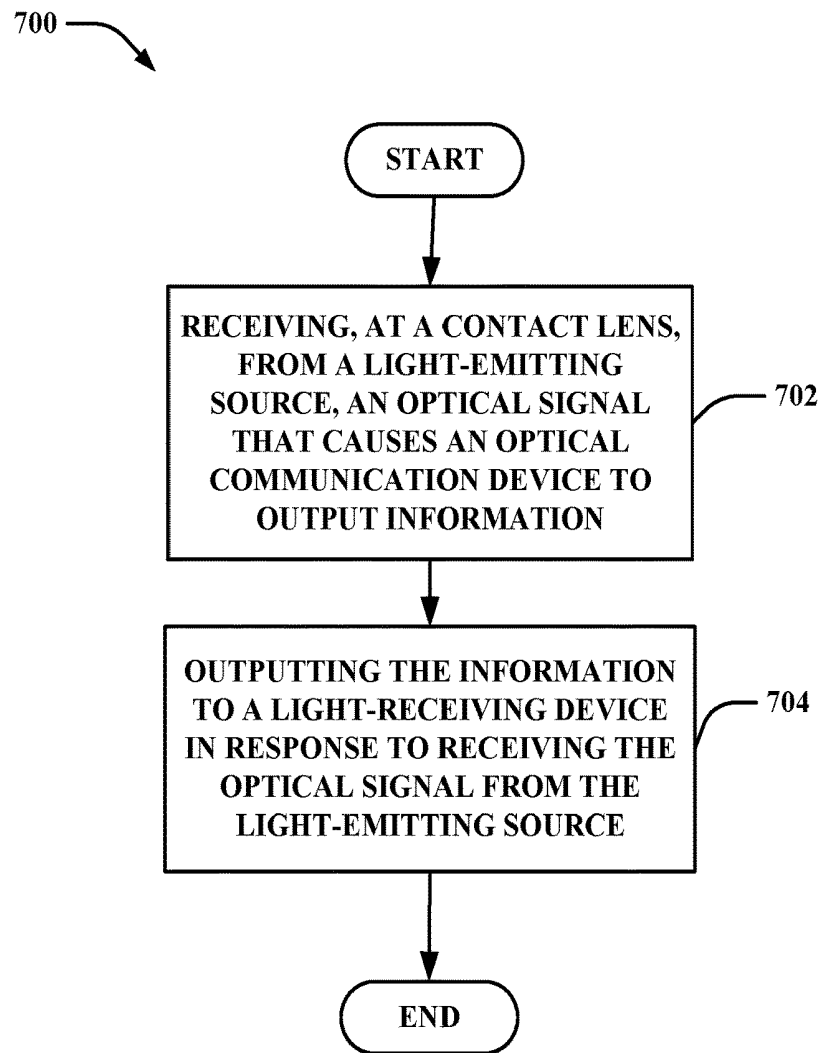 700
START
RECEIVING, AT A CONTACT LENS,
FROM A LIGHT-EMITTING
SOURCE, AN OPTICAL SIGNAL
THAT CAUSES AN OPTICAL
COMMUNICATION DEVICE TO
OUTPUT INFORMATION
702
OUTPUTTING THE INFORMATION
TO A LIGHT-RECEIVING DEVICE
IN RESPONSE TO RECEIVING THE
OPTICAL SIGNAL FROM THE
LIGHT-EMITTING SOURCE
704
END